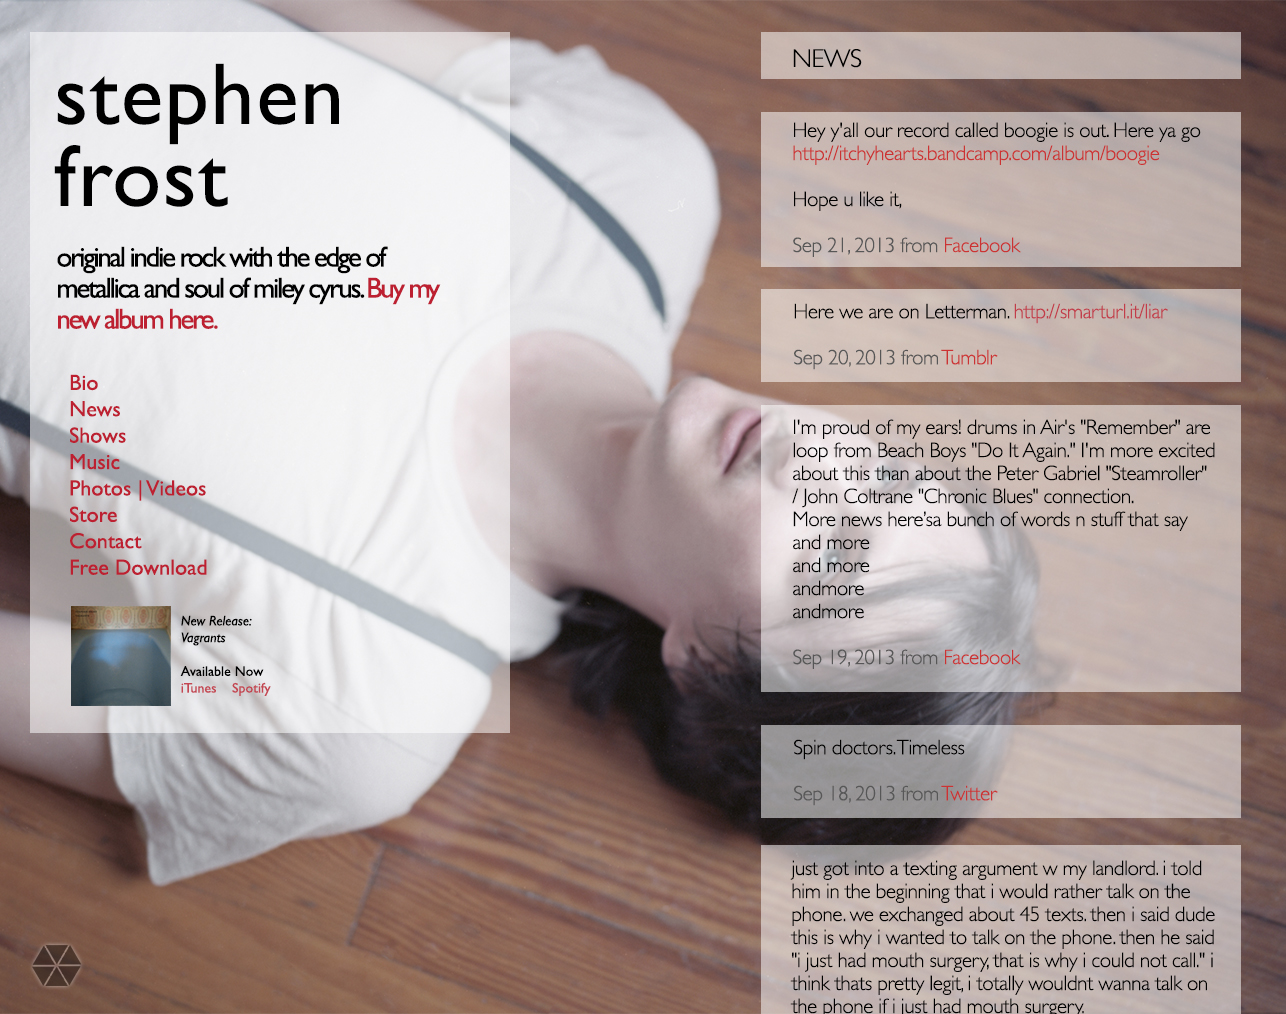 stephen
frost
original indie rock with the edge of
metallica and soul of miley cyrus. Buy my
new album here.
Bio
News
Shows
Music
Photos | Videos
Store
Contact
Free Download
New Release:
Vagrants
Available Now
iTunes Spotify
NEWS
Hey y'all our record called boogie is out. Here ya go
http://itchyhearts.bandcamp.com/album/boogie
Hope u like it,
Sep 21, 2013 from Facebook
Here we are on Letterman. http://smarturl.it/liar
Sep 20, 2013 from Tumblr
I'm proud of my ears! drums in Air's "Remember" are
loop from Beach Boys "Do It Again." I'm more excited
about this than about the Peter Gabriel "Steamroller"
/ John Coltrane "Chronic Blues" connection.
More news here'sa bunch of words n stuff that say
and more
and more
andmore
andmore
Sep 19, 2013 from Facebook
Spin doctors. Timeless
Sep 18, 2013 from Twitter
just got into a texting argument w my landlord. i told
him in the beginning that i would rather talk on the
phone. we exchanged about 45 texts. then i said dude
this is why i wanted to talk on the phone. then he said
"i just had mouth surgery, that is why i could not call." i
think thats pretty legit, i totally wouldnt wanna talk on
the phone if i just had mouth surgery.